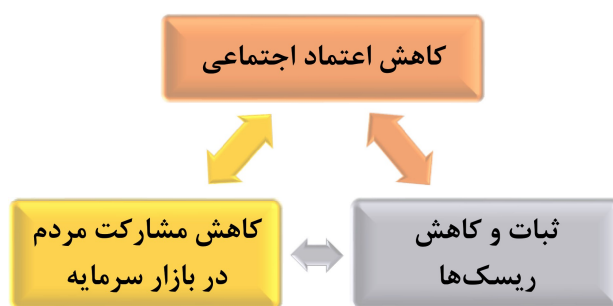 کاهش اعتماد اجتماعی
ثبات و کاهش
ریسک‌ها
کاهش مشارکت مردم
در بازار سرمایه